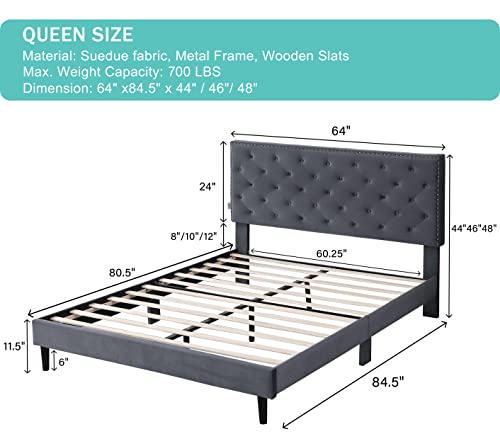 QUEEN SIZE
Material: Suedue fabric, Metal Frame, Wooden Slats
Max. Weight Capacity: 700 LBS
Dimension: 64" x84.5" x 44" / 46"/ 48"
64"
24"
44"46"48"
8"/10"/12"
60.25"
80.5"
11.5"
6"
84.5"